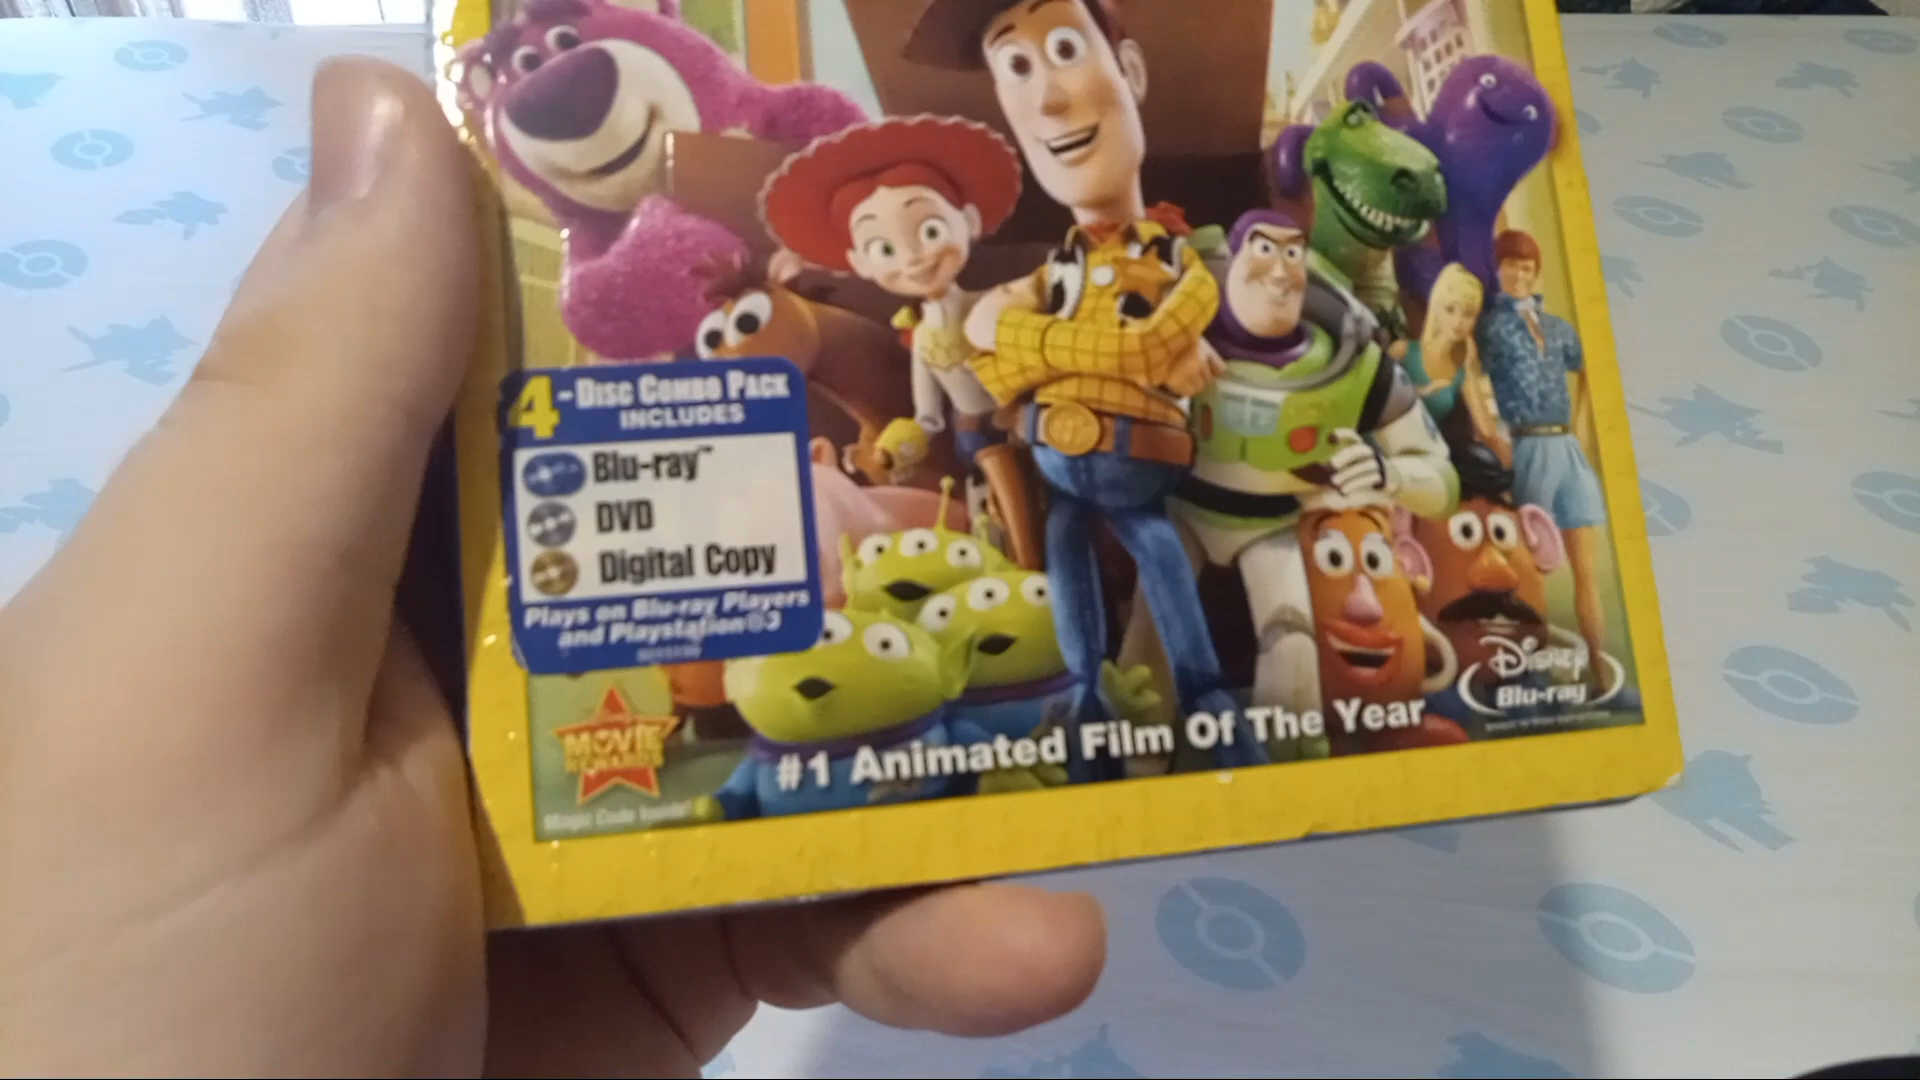 4-Disc Combo Pack
INCLUDES
Blu-ray™
DVD
Digital Copy
Plays on Blu-ray Players
and Playstation®3
MOVIE
REWARDS
Magic Code Inside!
#1 Animated Film Of The Year
Disney
Blu-ray